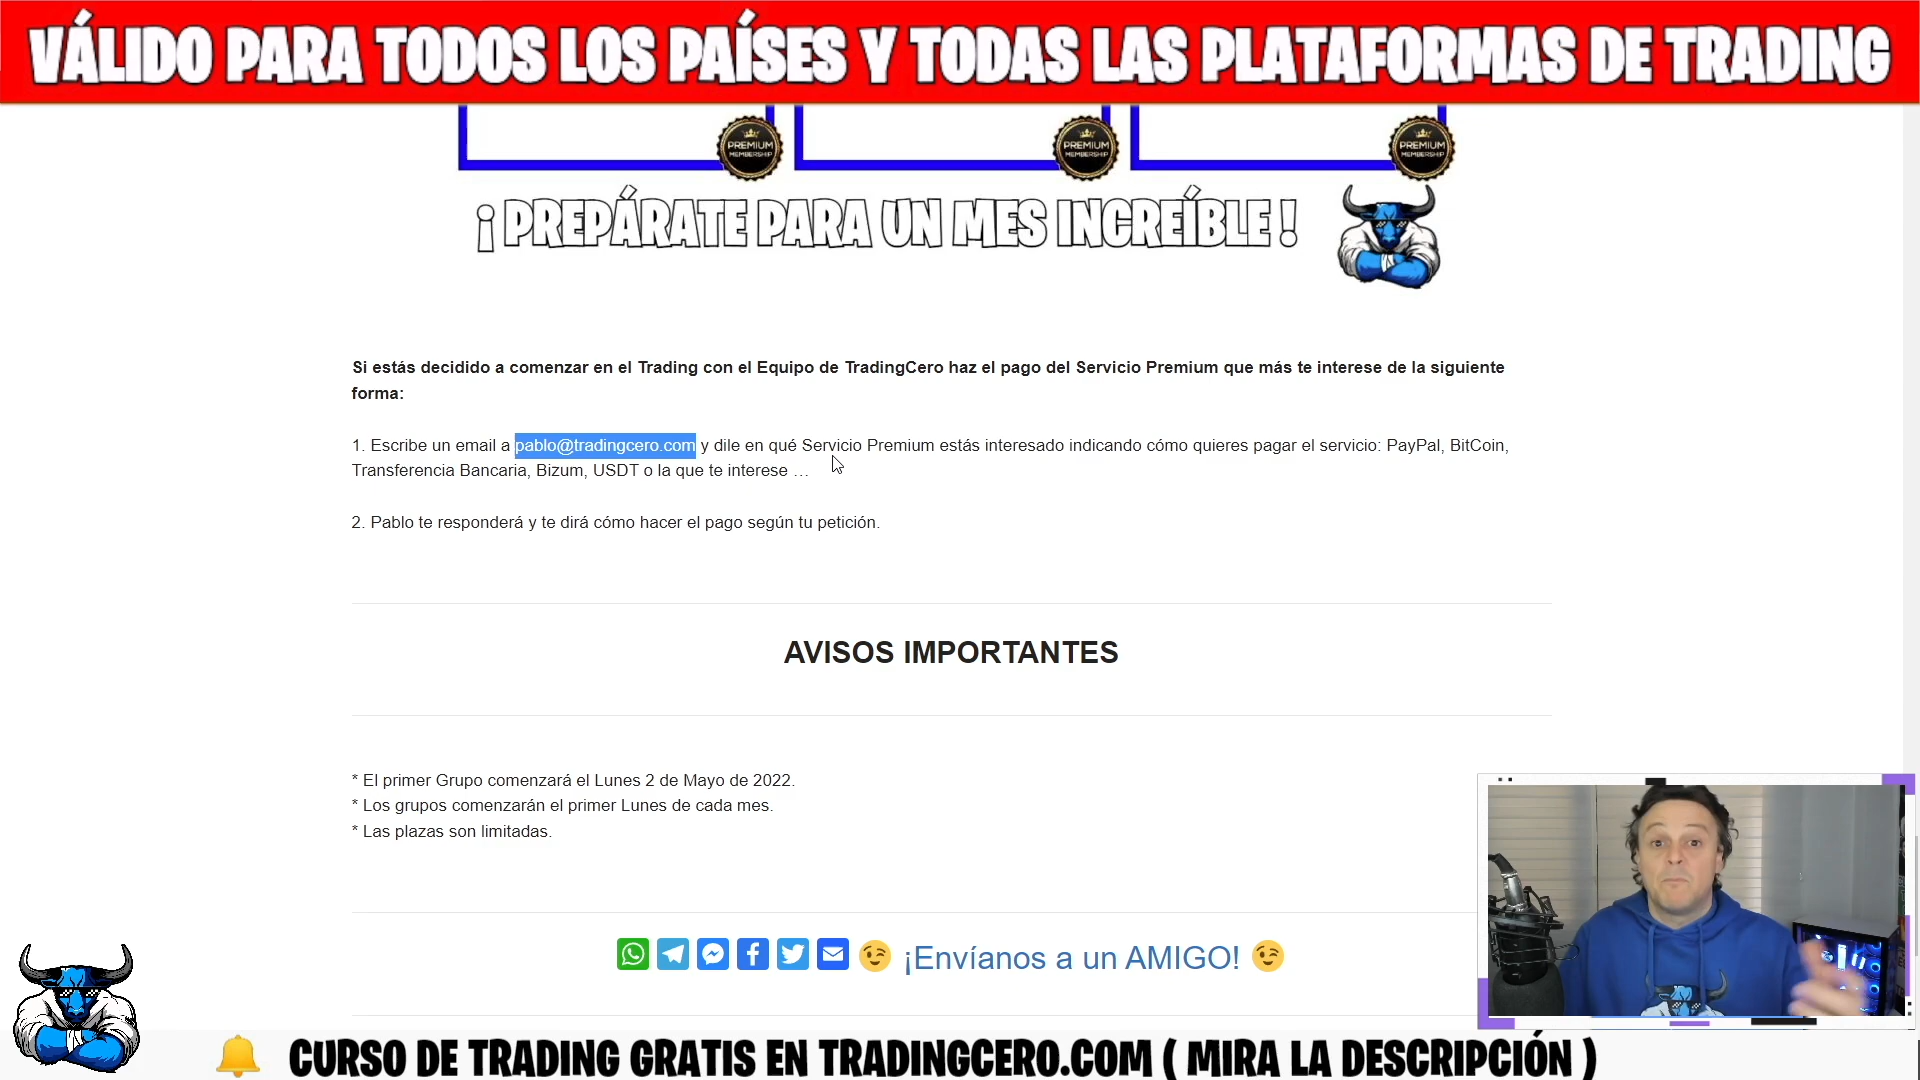 VÁLIDO PARA TODOS LOS PAÍSES Y TODAS LAS PLATAFORMAS DE TRADING
PREMIUM
MEMBERSHIP
PREMIUM
MEMBERSHIP
PREMIUM
MEMBERSHIP
¡ PREPÁRATE PARA UN MES INCREÍBLE !
Si estás decidido a comenzar en el Trading con el Equipo de TradingCero haz el pago del Servicio Premium que más te interese de la siguiente
forma:
1. Escribe un email a pablo@tradingcero.com y dile en qué Servicio Premium estás interesado indicando cómo quieres pagar el servicio: PayPal, BitCoin,
Transferencia Bancaria, Bizum, USDT o la que te interese ...
2. Pablo te responderá y te dirá cómo hacer el pago según tu petición.
AVISOS IMPORTANTES
* El primer Grupo comenzará el Lunes 2 de Mayo de 2022.
* Los grupos comenzarán el primer Lunes de cada mes.
* Las plazas son limitadas.
¡Envíanos a un AMIGO!
CURSO DE TRADING GRATIS EN TRADINGCERO.COM ( MIRA LA DESCRIPCIÓN )